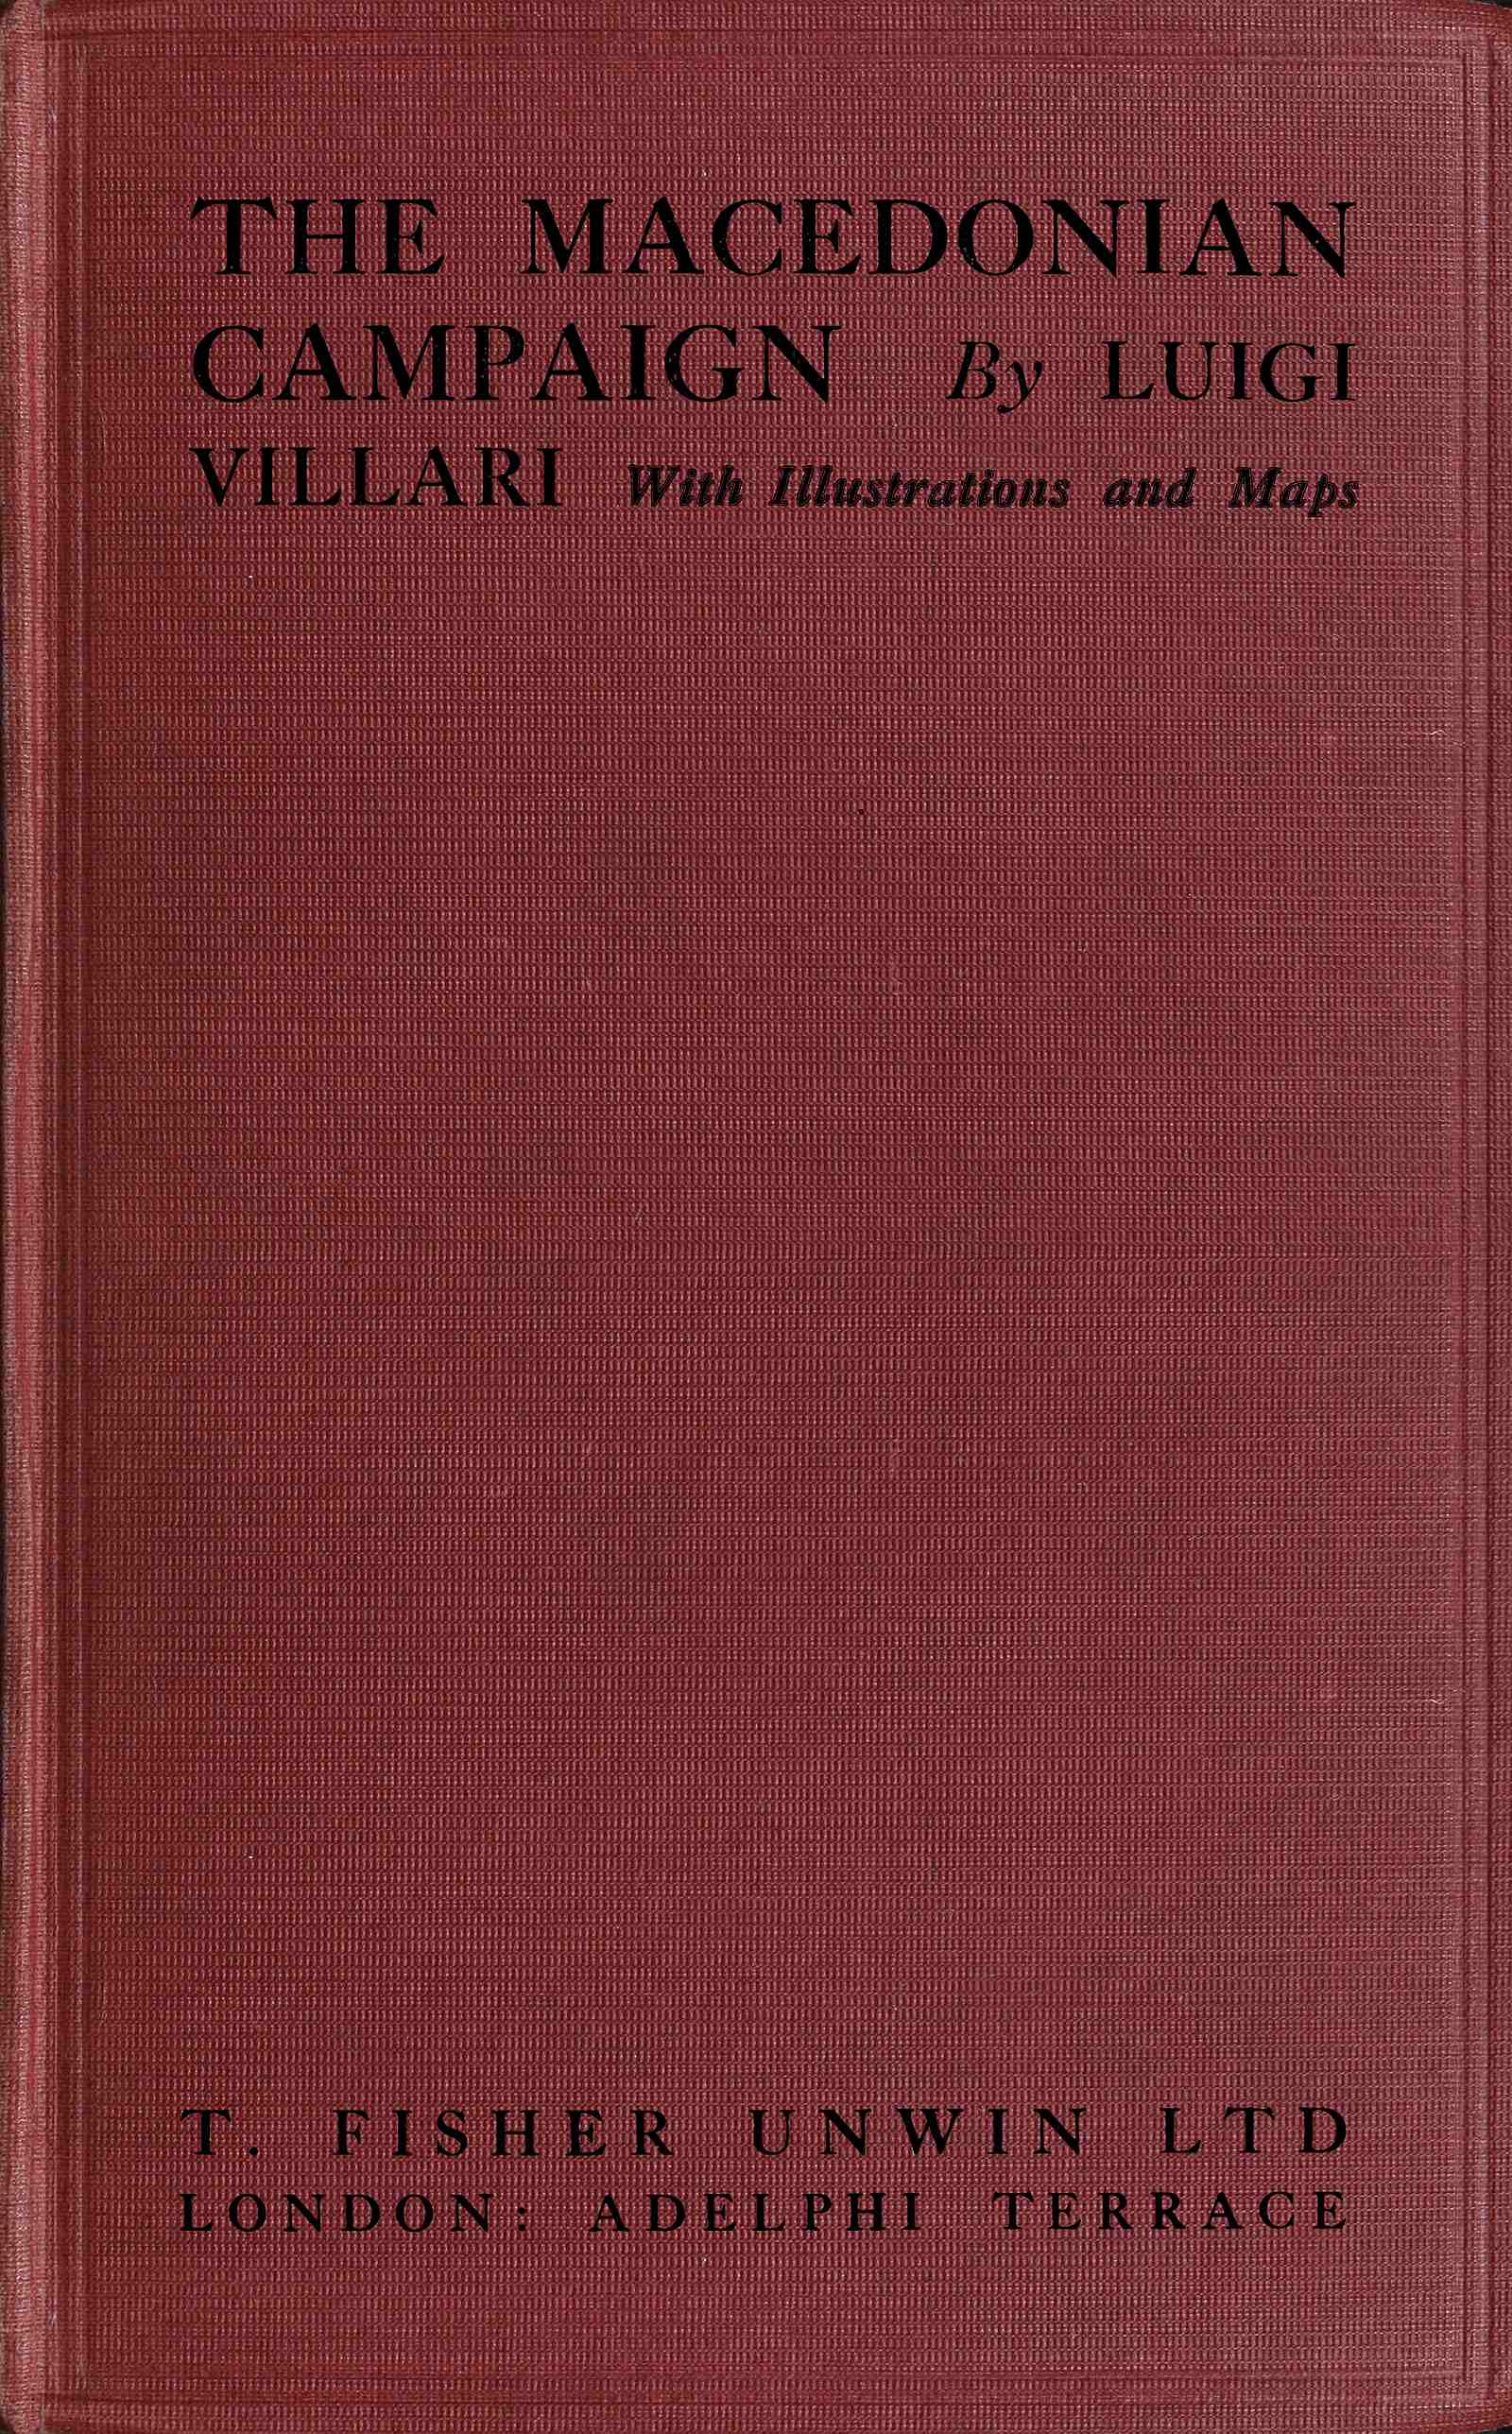 THE MACEDONIAN
CAMPAIGN By LUIGI
VILLARI With Illustrations and Maps
T. FISHER UNWIN LTD
LONDON: ADELPHI TERRACE